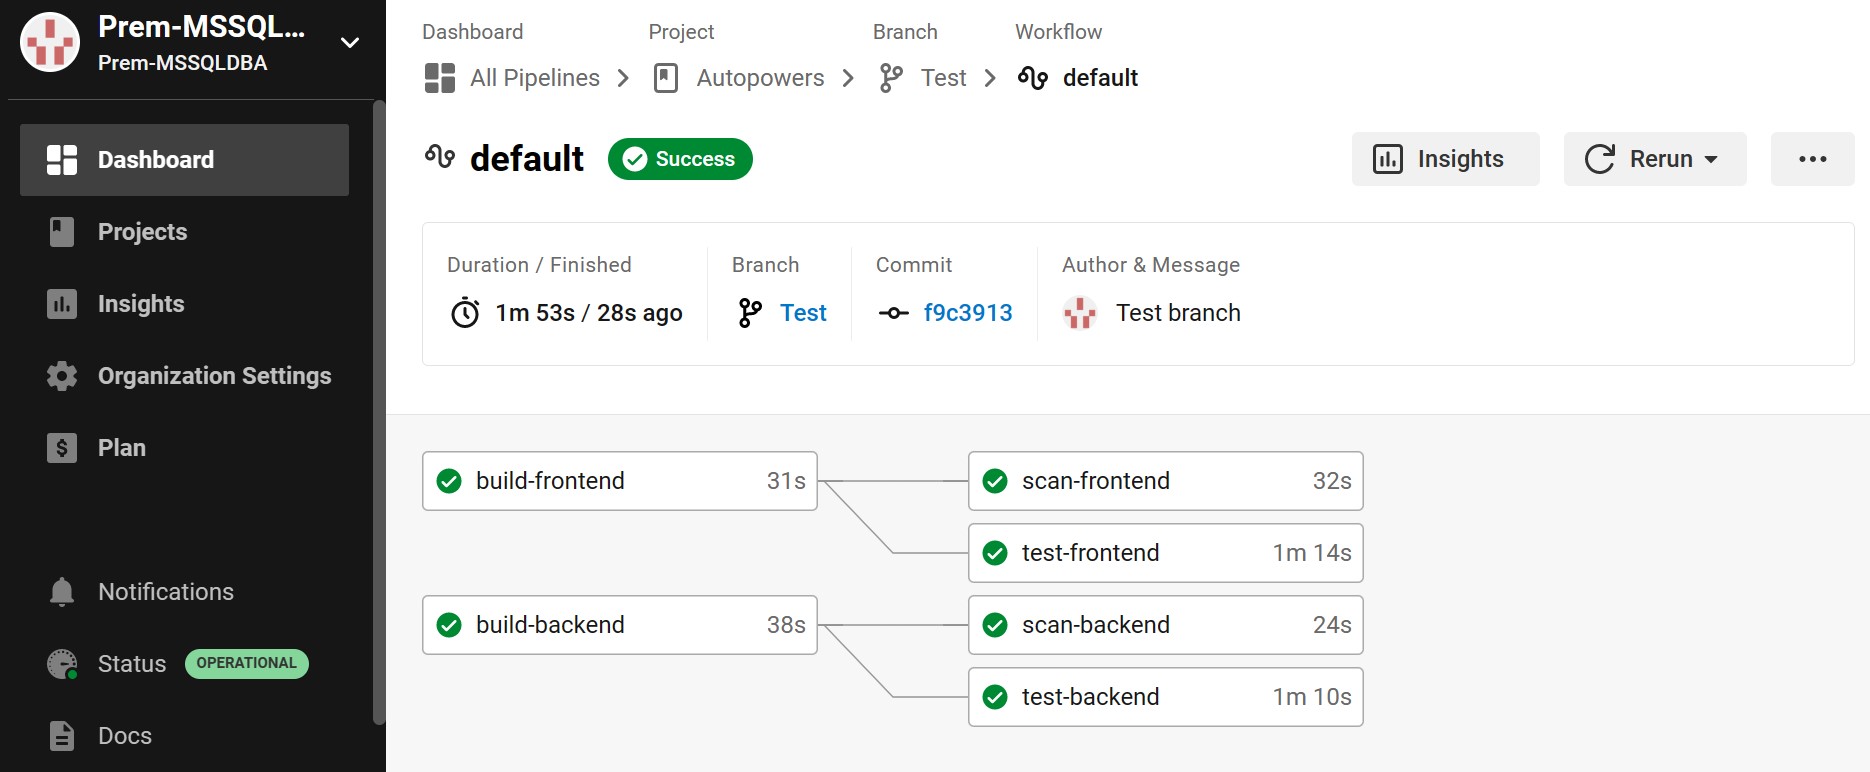 Prem-MSSQL...
Prem-MSSQLDBA
Dashboard
Projects
Insights
Organization Settings
Plan
Notifications
Status OPERATIONAL
Docs
Dashboard Project Branch Workflow
All Pipelines Autopowers Test default
default Success
Insights Rerun
Duration / Finished Branch Commit Author & Message
1m 53s / 28s ago Test f9c3913 Test branch
build-frontend 31s scan-frontend 32s
test-frontend 1m 14s
build-backend 38s scan-backend 24s
test-backend 1m 10s